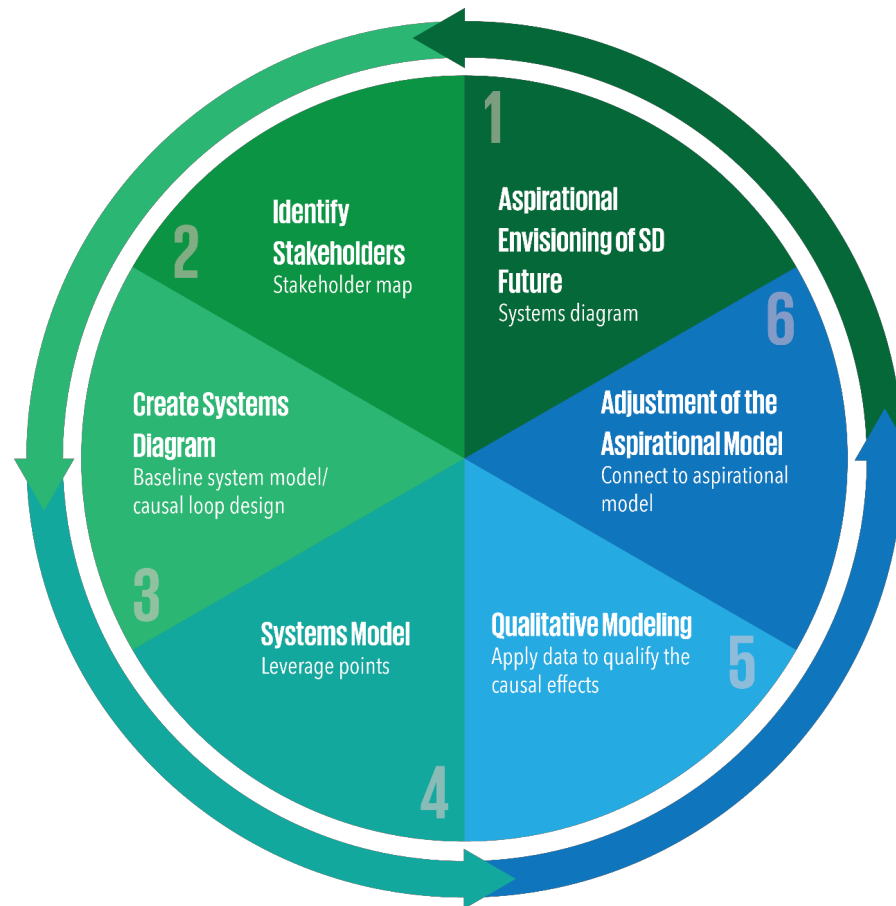 1
Aspirational
Envisioning of SD
Future
Systems diagram
2
Identify
Stakeholders
Stakeholder map
3
Create Systems
Diagram
Baseline system model/
causal loop design
4
Systems Model
Leverage points
5
Qualitative Modeling
Apply data to qualify the
causal effects
6
Adjustment of the
Aspirational Model
Connect to aspirational
model